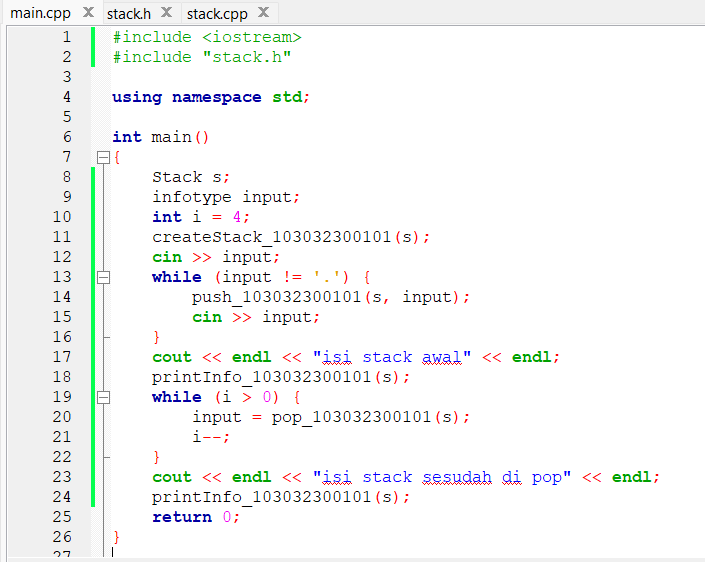 main.cpp X stack.h X stack.cpp X
1 #include <iostream>
2 #include "stack.h"
3
4 using namespace std;
5
6 int main()
7 {
8     Stack s;
9     infotype input;
10     int i = 4;
11     createStack_103032300101(s);
12     cin >> input;
13     while (input != '.') {
14         push_103032300101(s, input);
15         cin >> input;
16     }
17     cout << endl << "isi stack awal" << endl;
18     printInfo_103032300101(s);
19     while (i > 0) {
20         input = pop_103032300101(s);
21         i--;
22     }
23     cout << endl << "isi stack sesudah di pop" << endl;
24     printInfo_103032300101(s);
25     return 0;
26 }
27